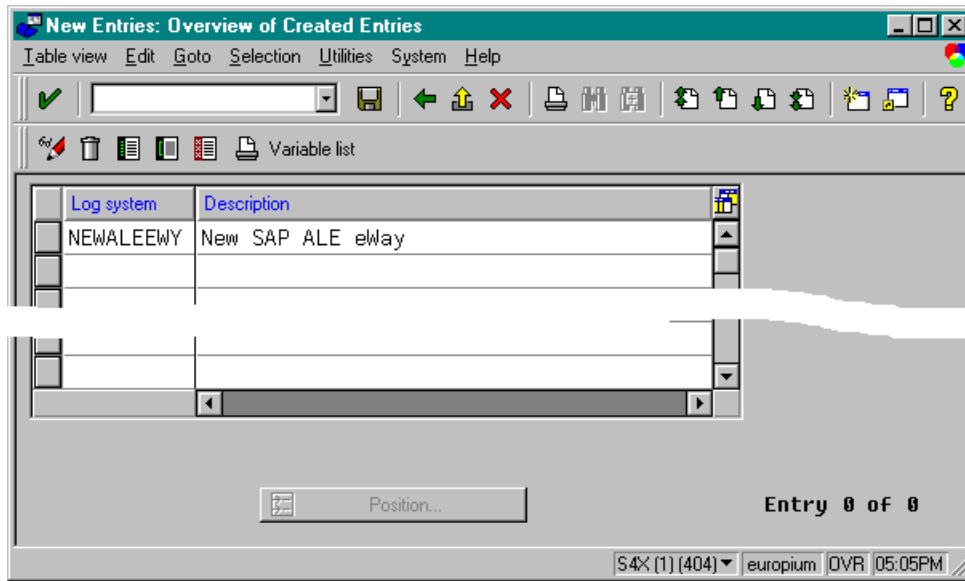 New Entries: Overview of Created Entries
Table view Edit Goto Selection Utilities System Help
Variable list
Log system Description
NEWALEEWY New SAP ALE eWay
Position...
Entry 0 of 0
S4X (1) (404) europium OVR 05:05PM